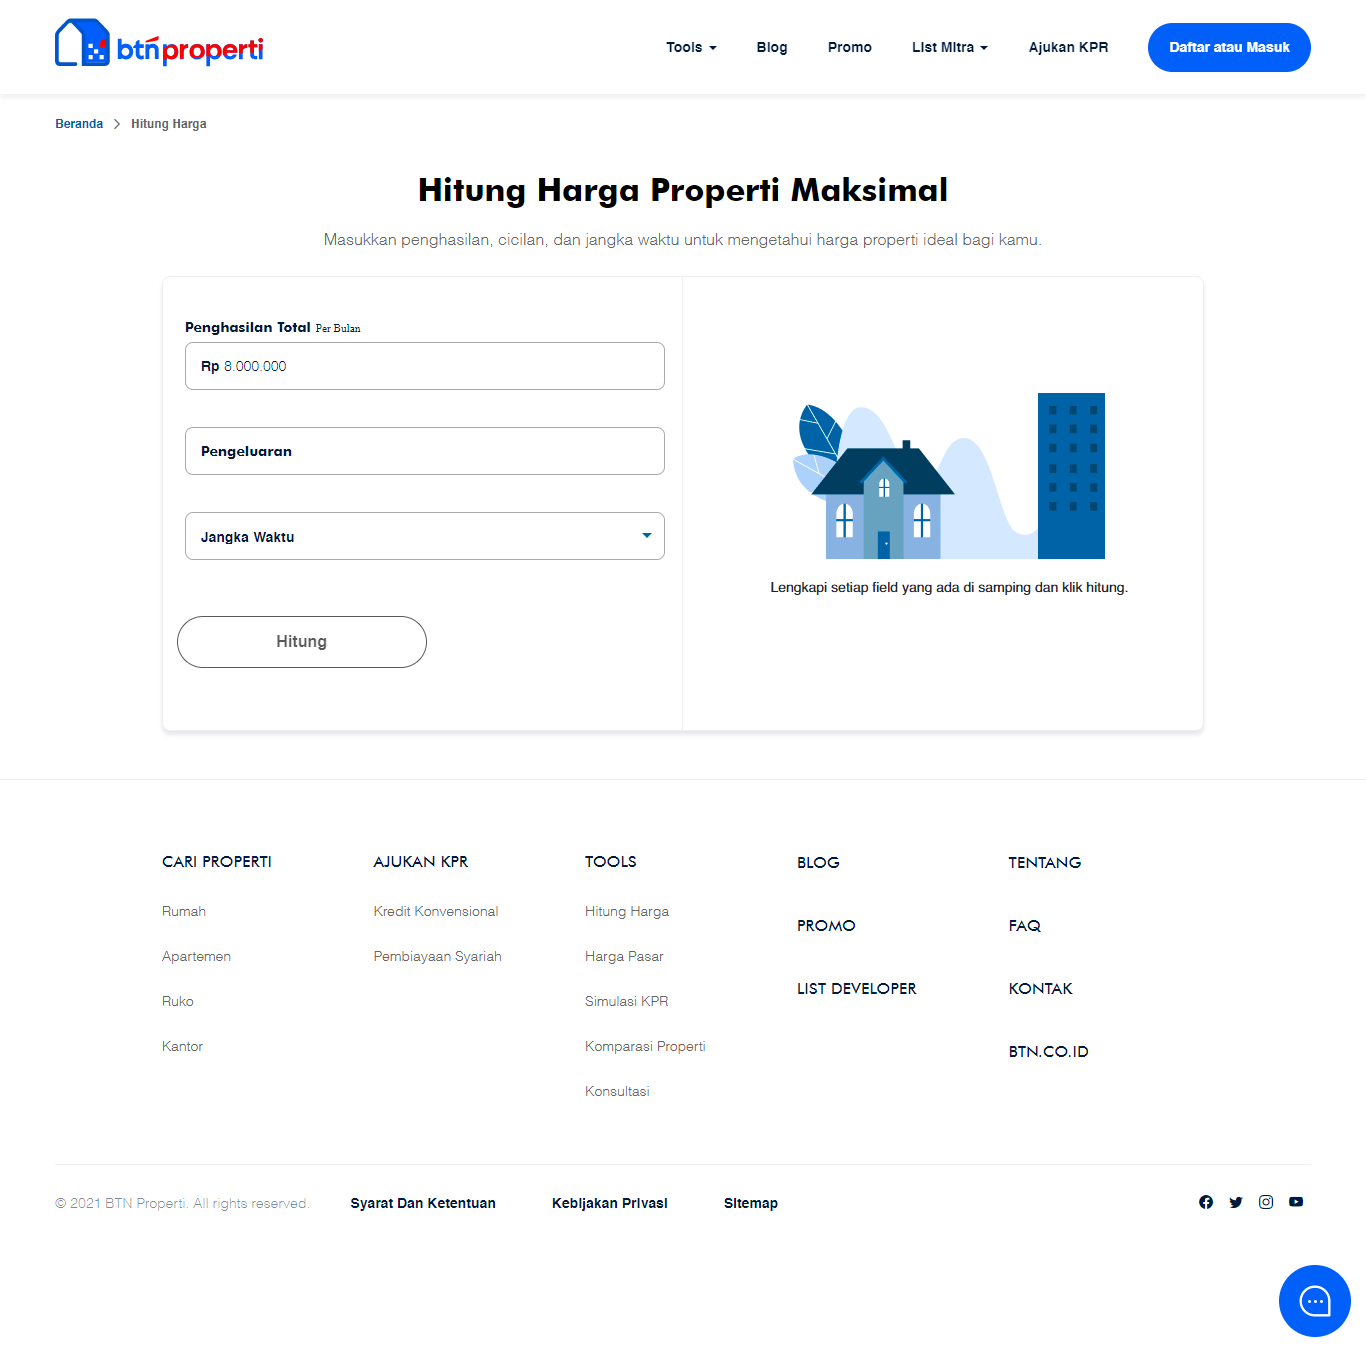 btnproperti
Tools
Blog
Promo
List Mitra
Ajukan KPR
Daftar atau Masuk
Beranda
Hitung Harga
Hitung Harga Properti Maksimal
Masukkan penghasilan, cicilan, dan jangka waktu untuk mengetahui harga properti ideal bagi kamu.
Penghasilan Total Per Bulan
Rp 8.000.000
Pengeluaran
Jangka Waktu
Hitung
Lengkapi setiap field yang ada di samping dan klik hitung.
CARI PROPERTI
Rumah
Apartemen
Ruko
Kantor
AJUKAN KPR
Kredit Konvensional
Pembiayaan Syariah
TOOLS
Hitung Harga
Harga Pasar
Simulasi KPR
Komparasi Properti
Konsultasi
BLOG
PROMO
LIST DEVELOPER
TENTANG
FAQ
KONTAK
BTN.CO.ID
© 2021 BTN Properti. All rights reserved.
Syarat Dan Ketentuan
Kebijakan Privasi
Sitemap